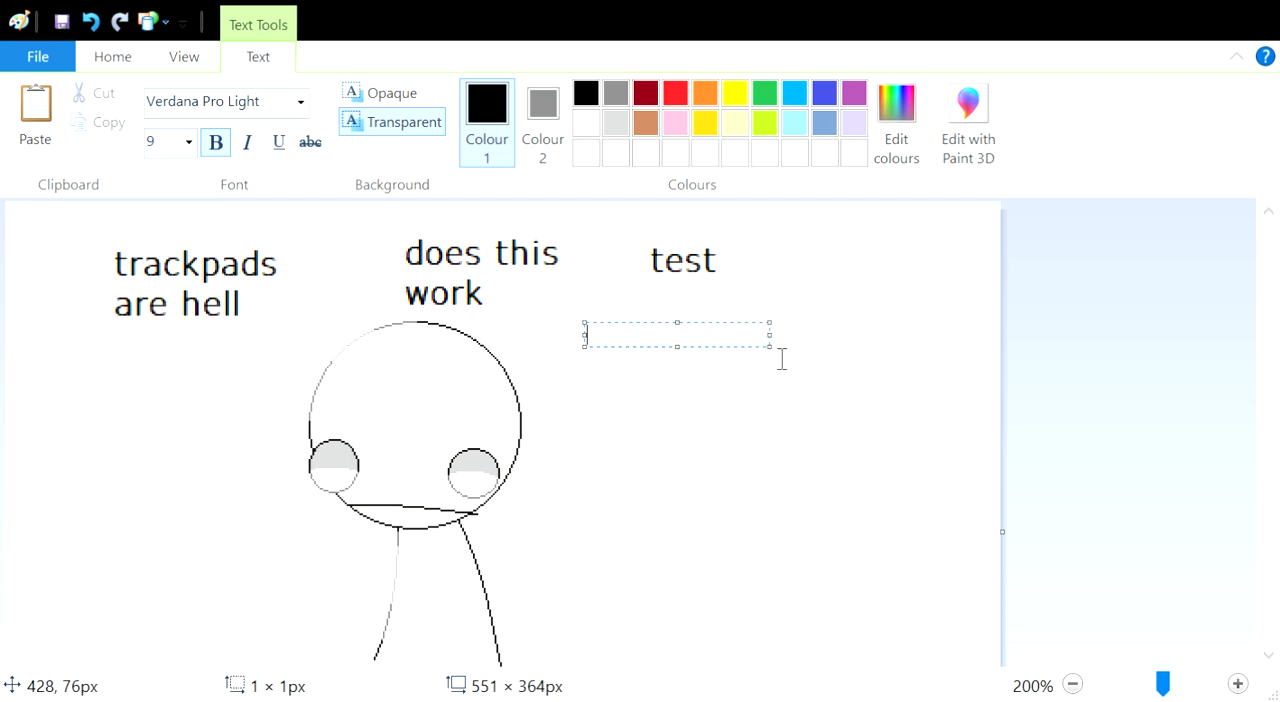 Text Tools
File Home View Text
Paste
Cut
Copy
Verdana Pro Light
9 B I U abc
Opaque
Transparent
Colour 1
Colour 2
Edit colours
Edit with Paint 3D
Clipboard Font Background Colours
trackpads
are hell
does this
work
test
428, 76px 1 × 1px 551 × 364px 200%